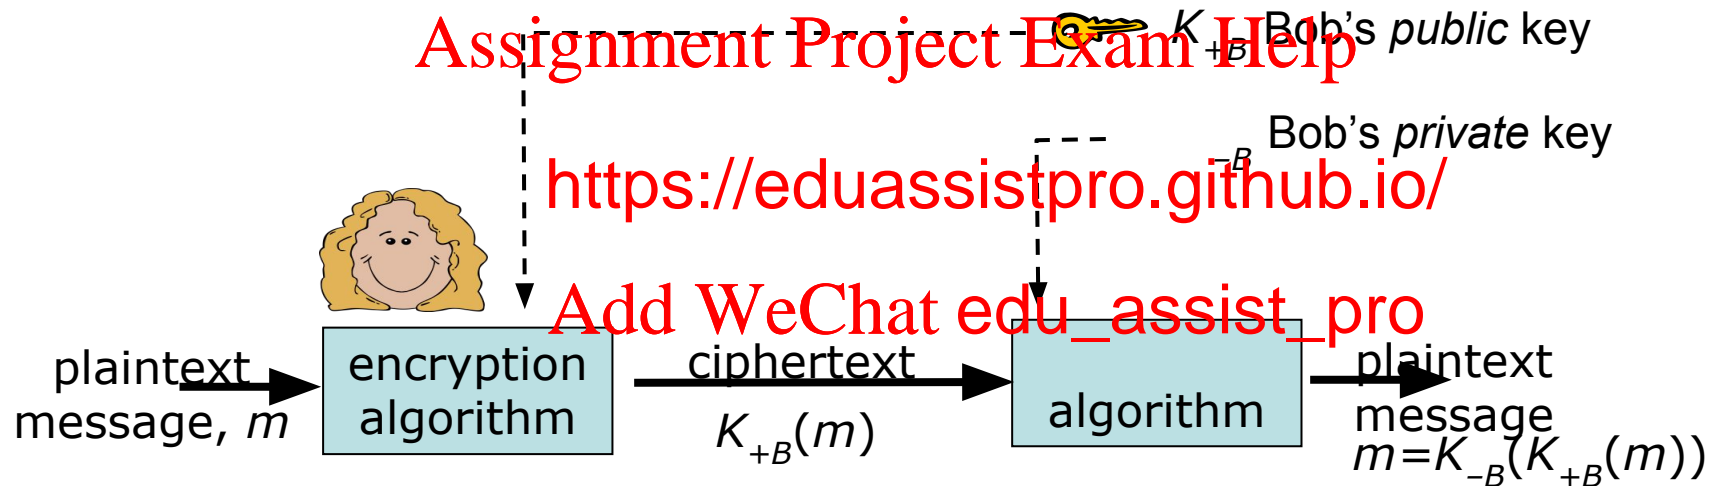 Assignment Project Exam Help
K+B Bob's public key
–B Bob's private key
https://eduassistpro.github.io/
Add WeChat edu_assist_pro
plaintext
message, m
encryption
algorithm
ciphertext
K+B(m)
algorithm
plaintext
message
m=K–B(K+B(m))